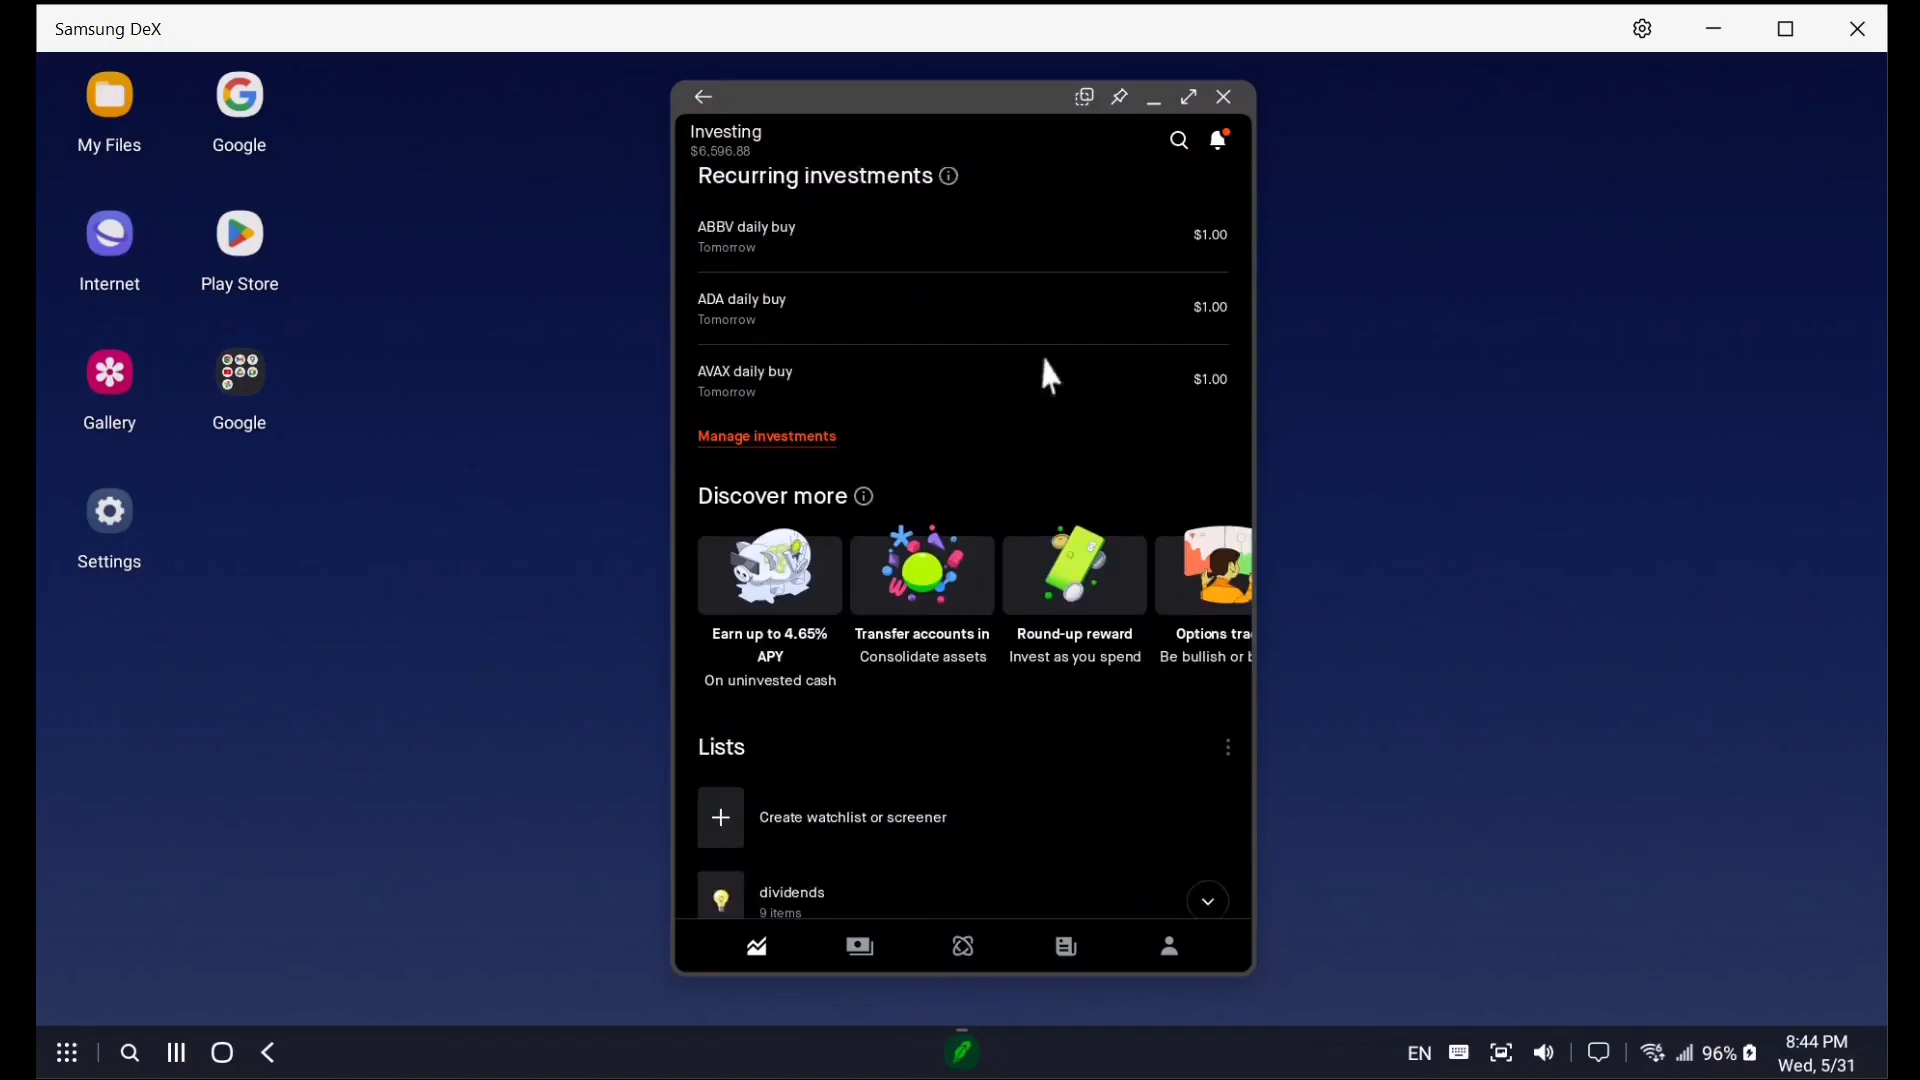 Samsung DeX
My Files
Google
Internet
Play Store
Gallery
Google
Settings
Investing
$6,596.88
Recurring investments
ABBV daily buy
Tomorrow
$1.00
ADA daily buy
Tomorrow
$1.00
AVAX daily buy
Tomorrow
$1.00
Manage investments
Discover more
Earn up to 4.65%
APY
On uninvested cash
Transfer accounts in
Consolidate assets
Round-up reward
Invest as you spend
Options tra
Be bullish or b
Lists
Create watchlist or screener
dividends
9 items
EN
96%
8:44 PM
Wed, 5/31